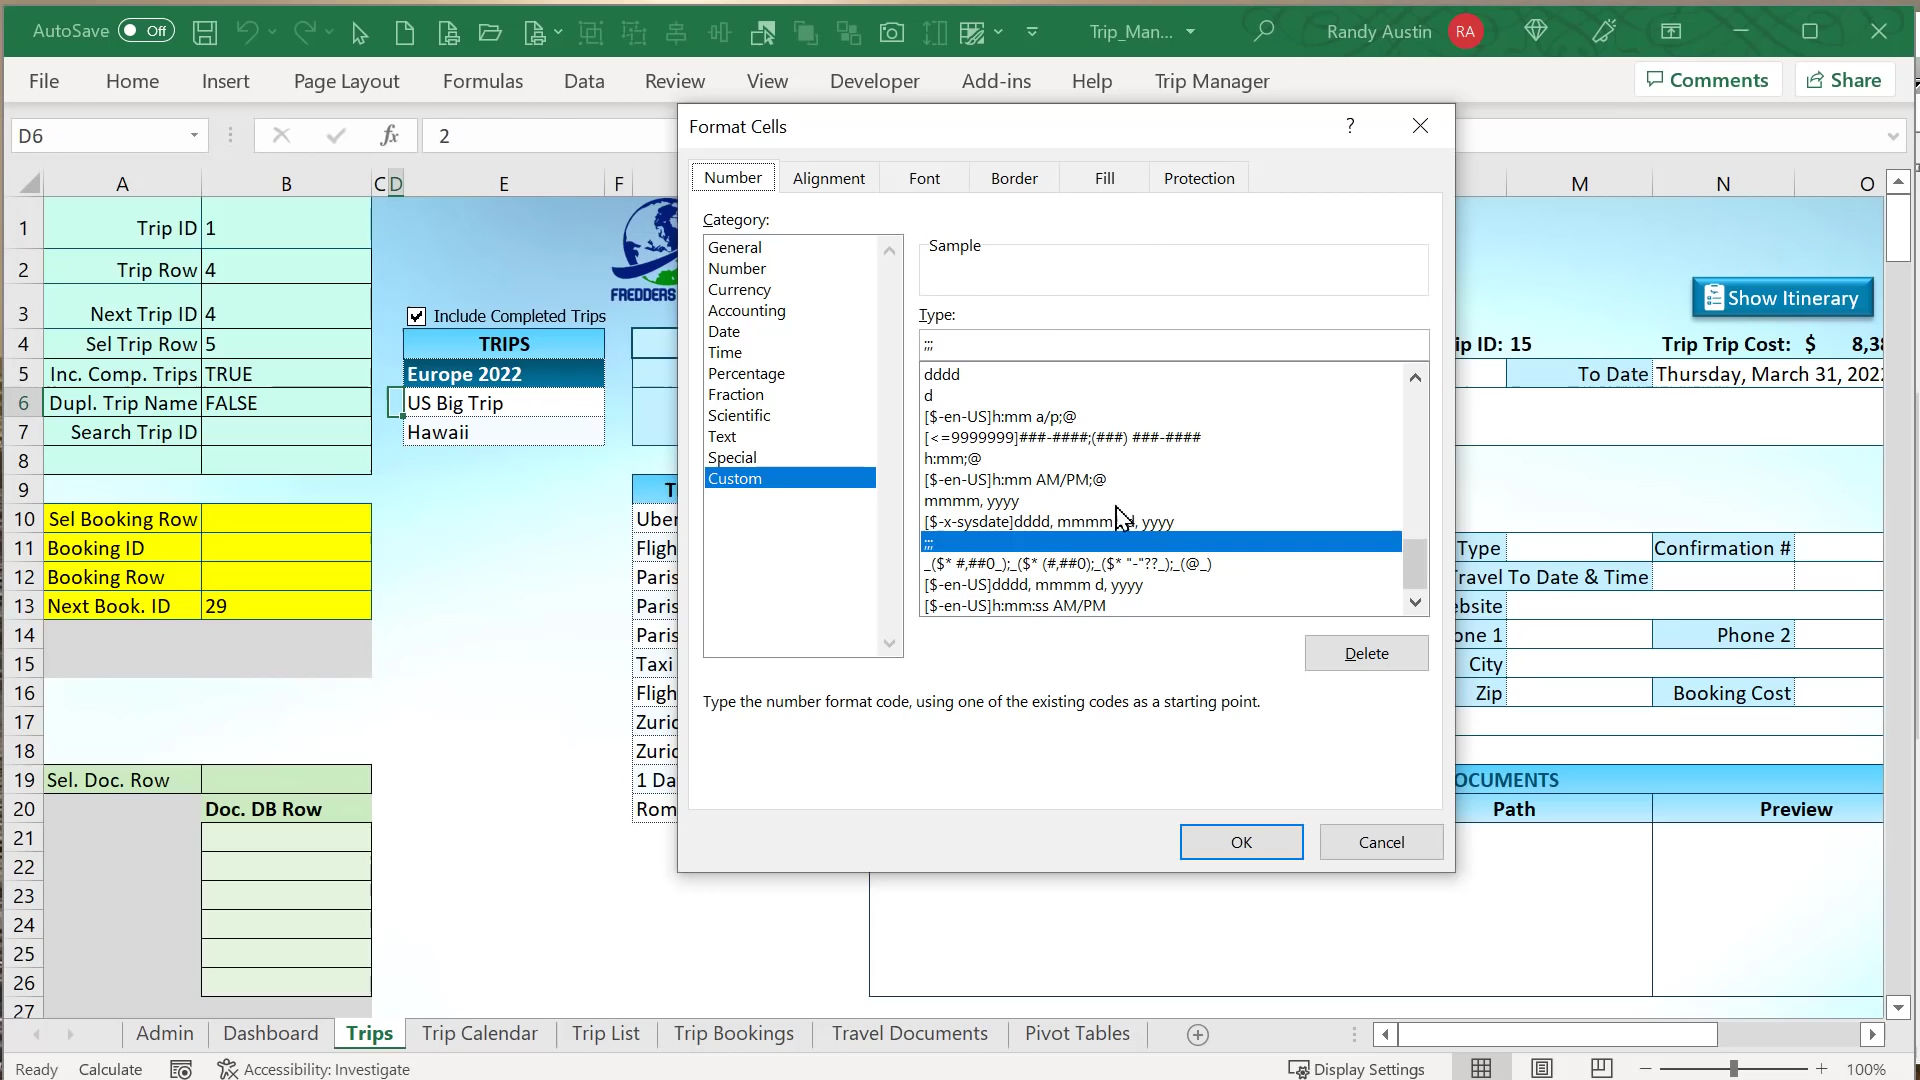 AutoSave Off Trip_Man... Randy Austin RA
File Home Insert Page Layout Formulas Data Review View Developer Add-ins Help Trip Manager Comments Share
D6 fx 2
A B C D E F M N O
1 Trip ID 1
2 Trip Row 4
3 Next Trip ID 4
4 Sel Trip Row 5
5 Inc. Comp. Trips TRUE
6 Dupl. Trip Name FALSE
7 Search Trip ID
8
9
10 Sel Booking Row
11 Booking ID
12 Booking Row
13 Next Book. ID 29
14
15
16
17
18
19 Sel. Doc. Row
20 Doc. DB Row
21
22
23
24
25
26
27
FREDDERS
Include Completed Trips
TRIPS
Europe 2022
US Big Trip
Hawaii
T
Uber
Fligh
Paris
Paris
Paris
Taxi
Fligh
Zuric
Zuric
1 Da
Rom
Format Cells ?
Number Alignment Font Border Fill Protection
Category:
General
Number
Currency
Accounting
Date
Time
Percentage
Fraction
Scientific
Text
Special
Custom
Sample
Type:
;;;
dddd
d
[$-en-US]h:mm a/p;@
[<=9999999]###-####;(###) ###-####
h:mm;@
[$-en-US]h:mm AM/PM;@
mmmm, yyyy
[$-x-sysdate]dddd, mmmm d, yyyy
;;;
_($* #,##0_);_($* (#,##0);_($* "-"??_);_(@_)
[$-en-US]dddd, mmmm d, yyyy
[$-en-US]h:mm:ss AM/PM
Delete
Type the number format code, using one of the existing codes as a starting point.
OK Cancel
Show Itinerary
ip ID: 15 Trip Trip Cost: $ 8,38
To Date Thursday, March 31, 2022
Type Confirmation #
ravel To Date & Time
ebsite
one 1 Phone 2
City
Zip Booking Cost
OCUMENTS
Path Preview
Admin Dashboard Trips Trip Calendar Trip List Trip Bookings Travel Documents Pivot Tables
Ready Calculate Accessibility: Investigate Display Settings 100%